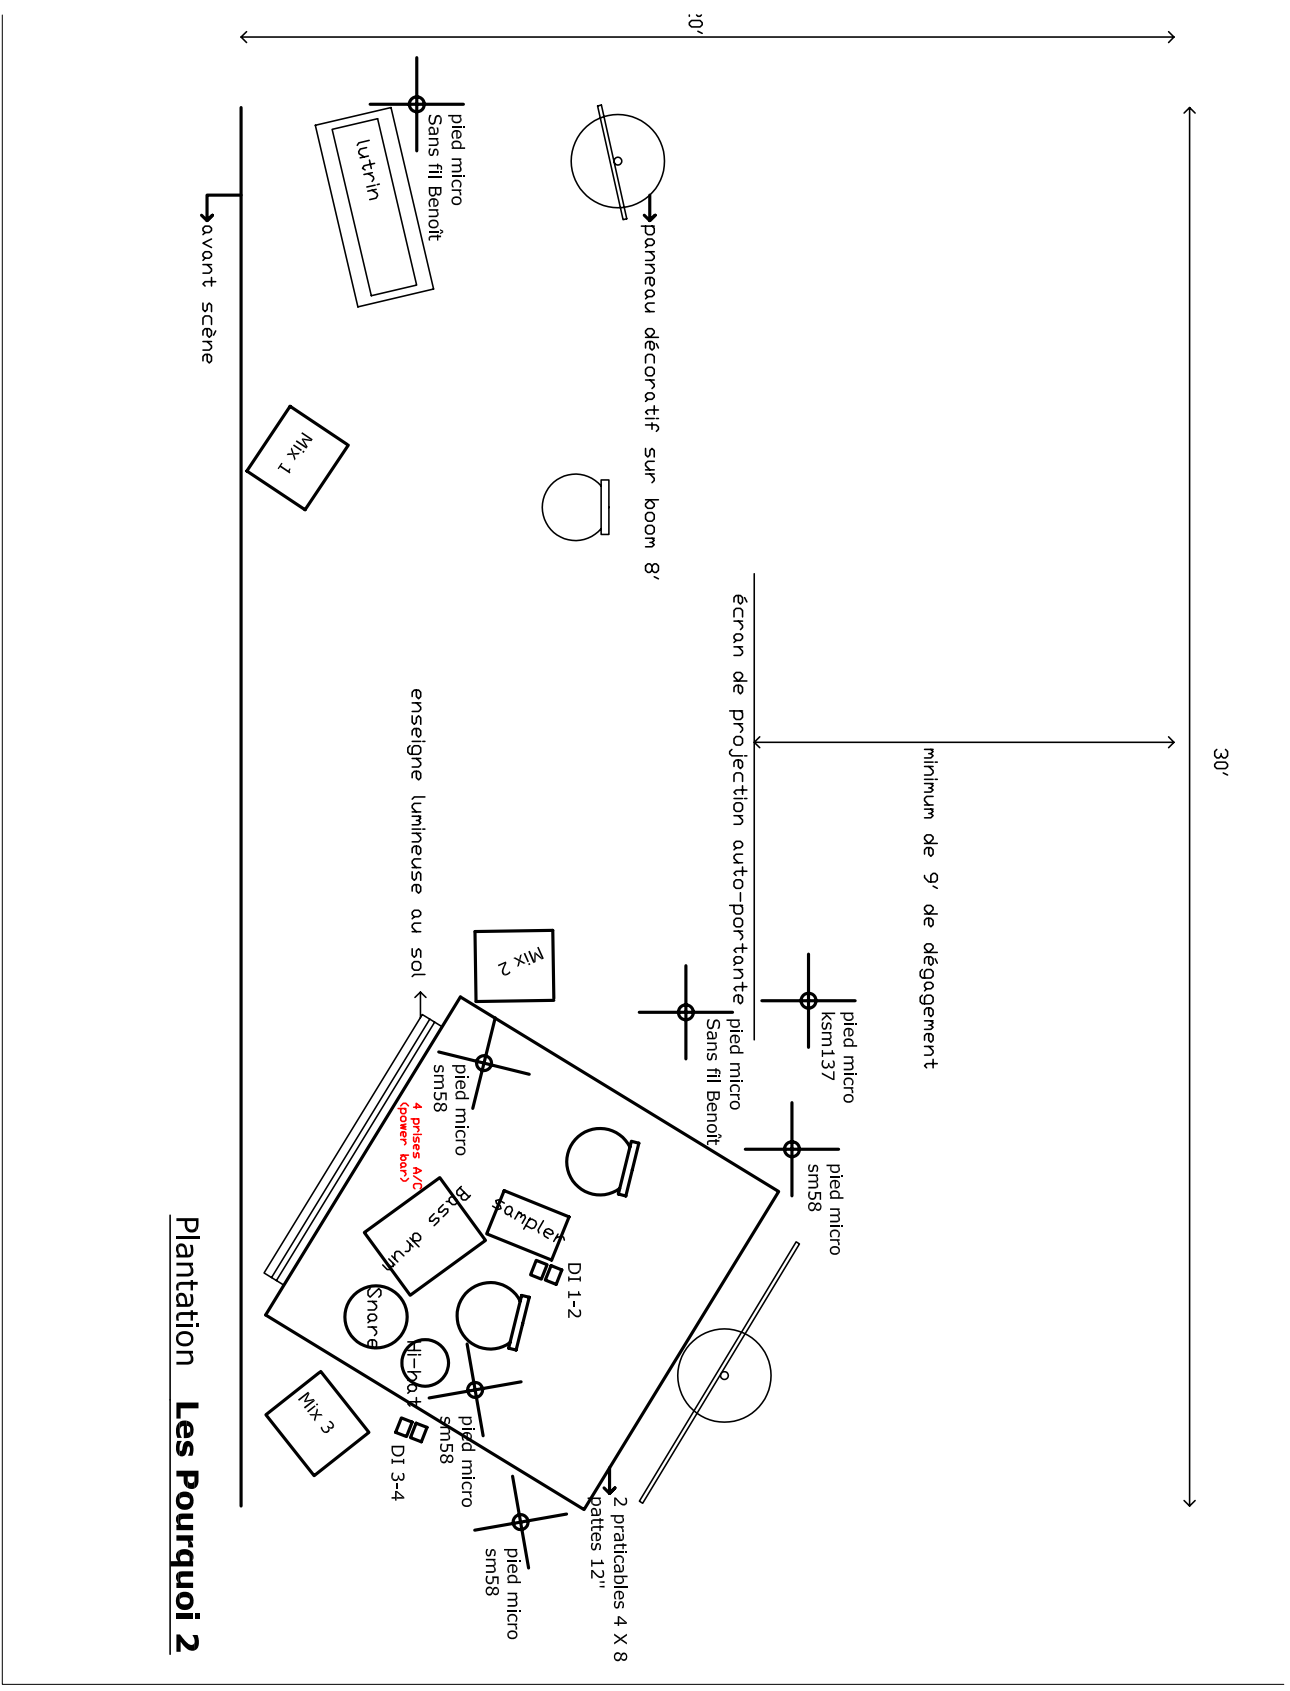 30′
minimum de 9′ de dégagement
pied micro
ksm137
pied micro
sm58
écran de projection auto-portante
pied micro
Sans fil Benoît
panneau décoratif sur boom 8′
2 praticables 4 X 8
pattes 12"
DI 1-2
Sampler
Mix 2
pied micro
sm58
pied micro
Sans fil Benoît
pied micro
sm58
pied micro
sm58
Bass drum
4 prises A/C
(power bar)
enseigne lumineuse au sol
Hi-hat
DI 3-4
Snare
lutrin
Mix 1
Mix 3
avant scène
Plantation Les Pourquoi 2